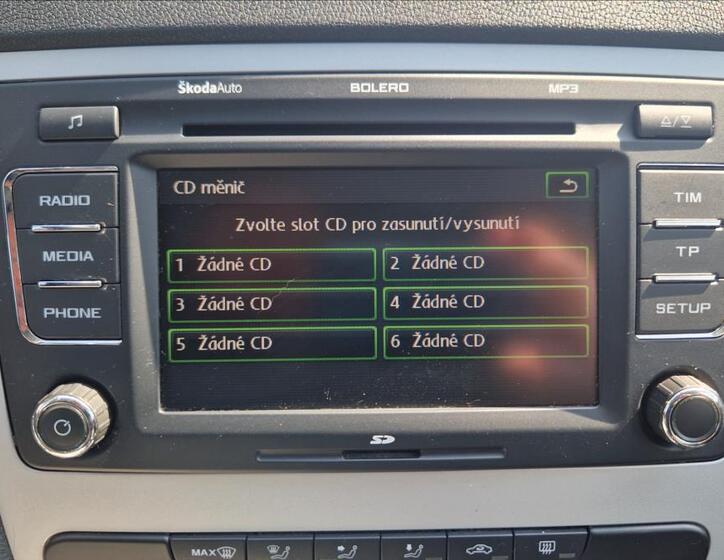 ŠkodaAuto BOLERO MP3
CD měnič
Zvolte slot CD pro zasunutí/vysunutí
1 Žádné CD 2 Žádné CD
3 Žádné CD 4 Žádné CD
5 Žádné CD 6 Žádné CD
RADIO
MEDIA
PHONE
TIM
TP
SETUP
SD
MAX